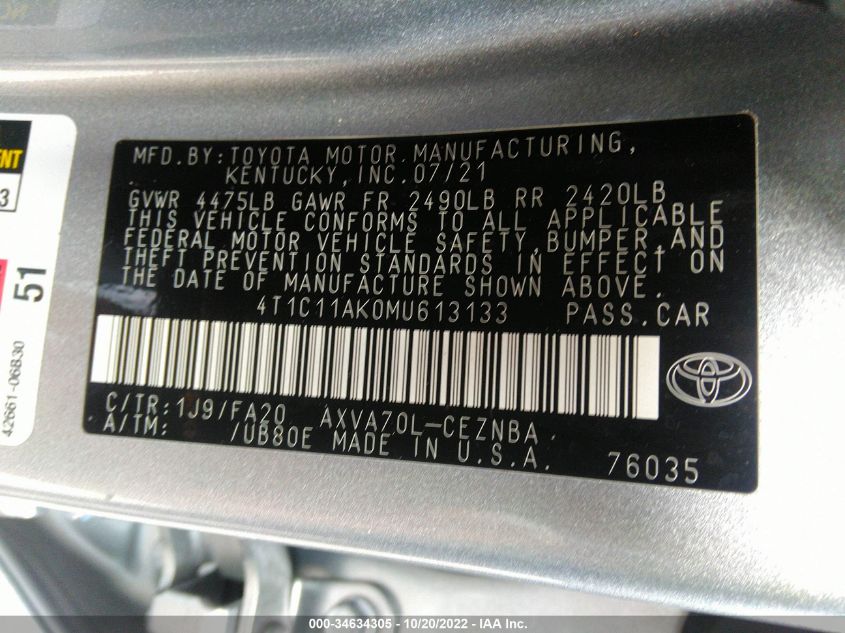 ENT
3
51
42661-06B30
MFD.BY:TOYOTA MOTOR MANUFACTURING,
KENTUCKY,INC.07/21
GVWR 4475LB GAWR FR 2490LB RR 2420LB
THIS VEHICLE CONFORMS TO ALL APPLICABLE
FEDERAL MOTOR VEHICLE SAFETY,BUMPER,AND
THEFT PREVENTION STANDARDS IN EFFECT ON
THE DATE OF MANUFACTURE SHOWN ABOVE.
4T1C11AK0MU613133 PASS.CAR
C/TR:1J9/FA20 AXVA70L-CEZNBA
A/TM: /UB80E MADE IN U.S.A. 76035
000-34634305 - 10/20/2022 - IAA Inc.